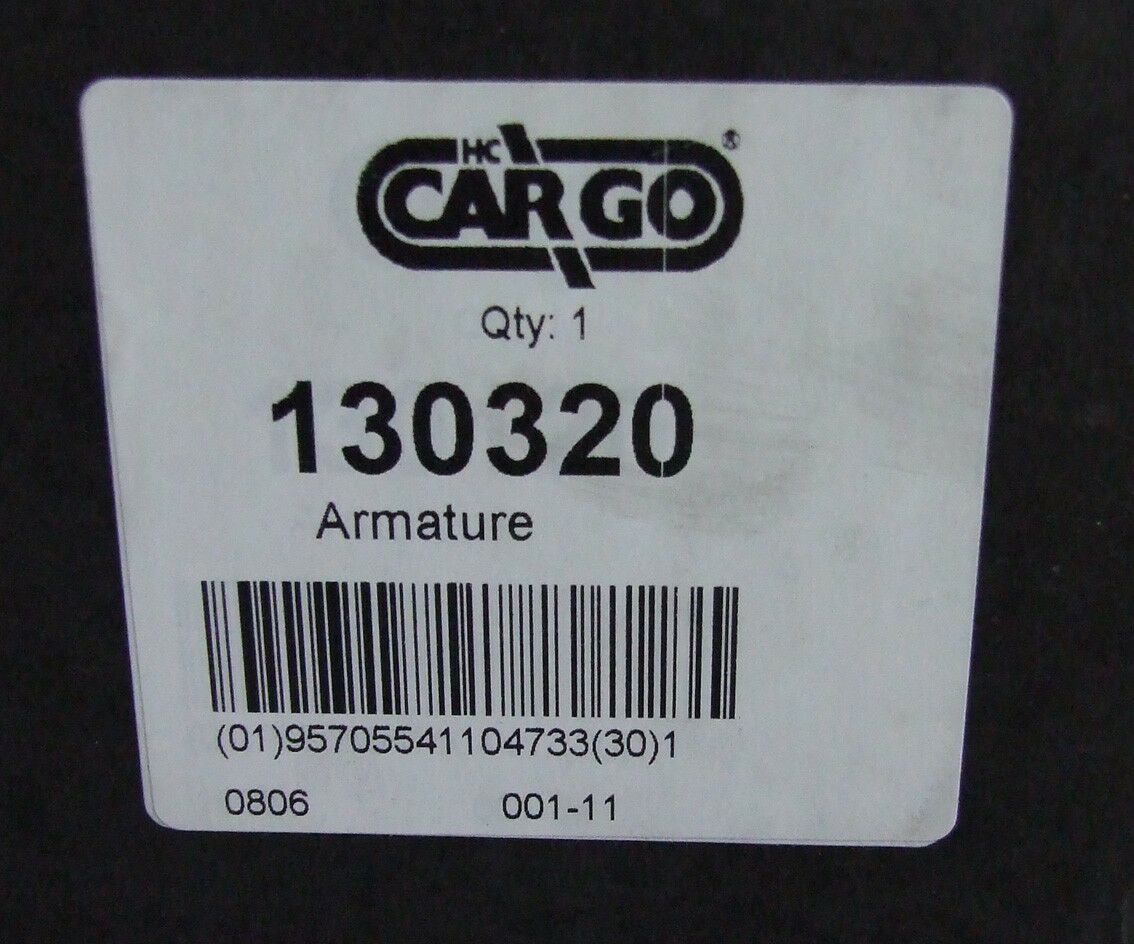 HC
CARGO®
Qty: 1
130320
Armature
(01)95705541104733(30)1
0806 001-11